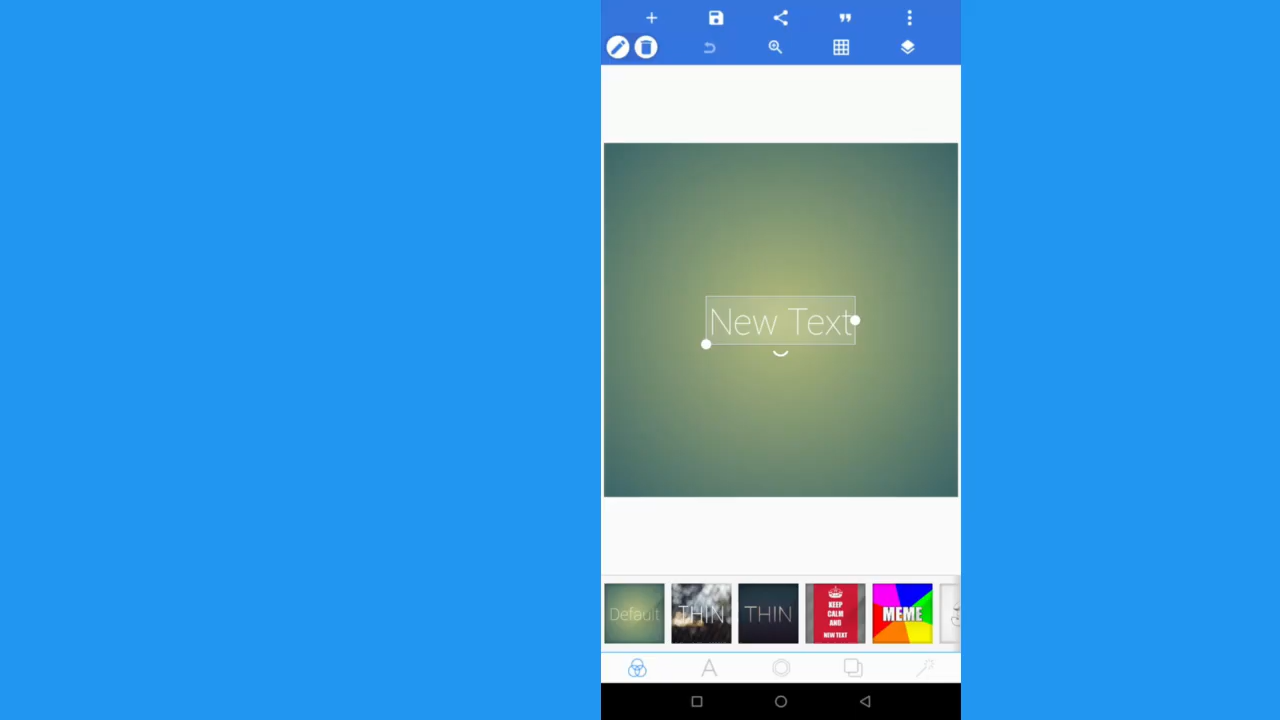 New Text
Default
THIN
THIN
KEEP
CALM
AND
NEW TEXT
MEME